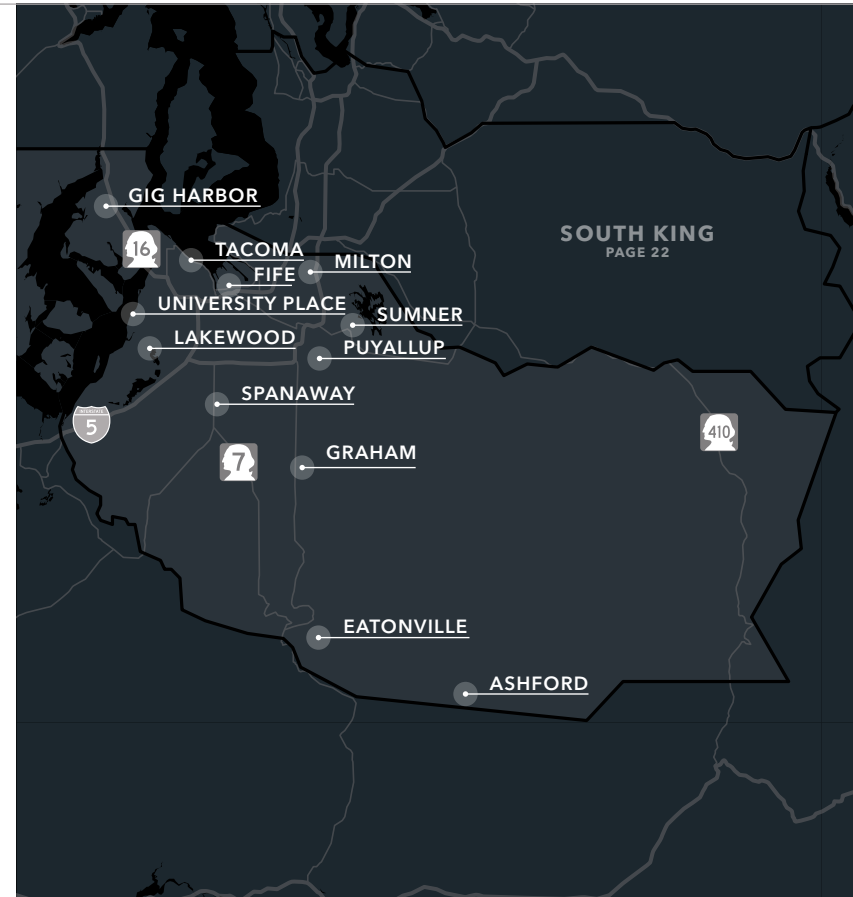 GIG HARBOR
SOUTH KING
PAGE 22
16
TACOMA
MILTON
FIFE
UNIVERSITY PLACE
SUMNER
LAKEWOOD
PUYALLUP
SPANAWAY
INTERSTATE
5
410
7
GRAHAM
EATONVILLE
ASHFORD